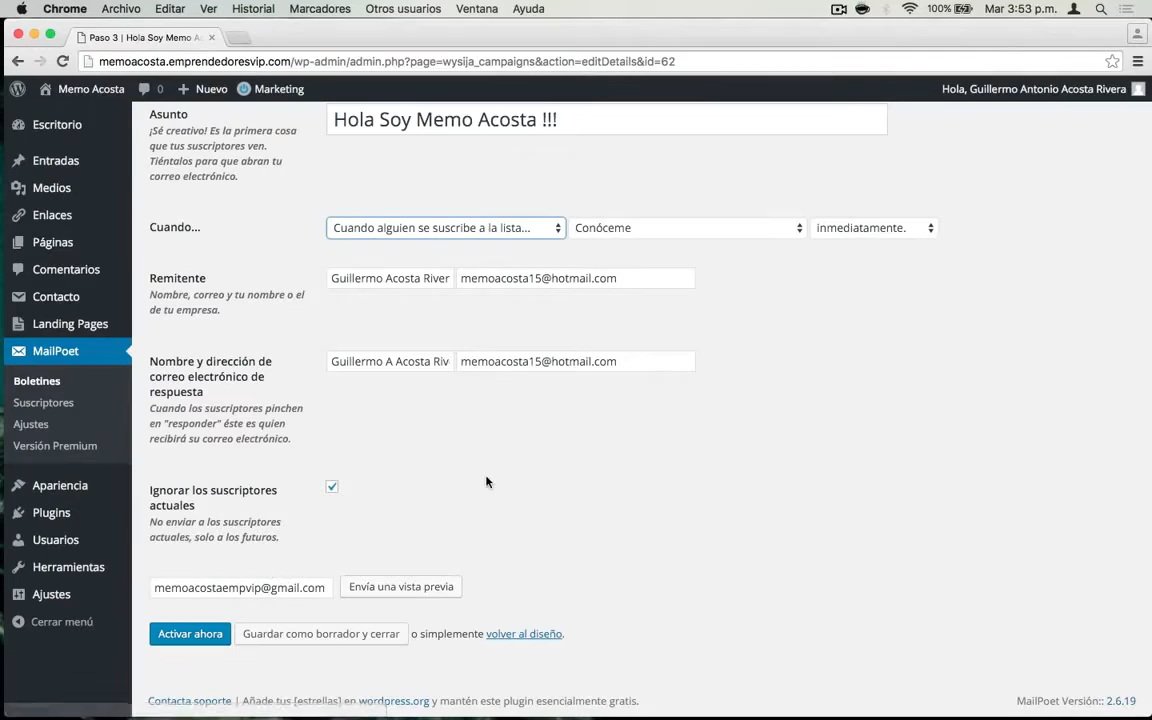 Chrome Archivo Editar Ver Historial Marcadores Otros usuarios Ventana Ayuda 100% Mar 3:53 p.m.
Paso 3 | Hola Soy Memo A
memoacosta.emprendedoresvip.com/wp-admin/admin.php?page=wysija_campaigns&action=editDetails&id=62
Memo Acosta 0 Nuevo Marketing Hola, Guillermo Antonio Acosta Rivera
Escritorio
Entradas
Medios
Enlaces
Páginas
Comentarios
Contacto
Landing Pages
MailPoet
Boletines
Suscriptores
Ajustes
Versión Premium
Apariencia
Plugins
Usuarios
Herramientas
Ajustes
Cerrar menú
Asunto
¡Sé creativo! Es la primera cosa
que tus suscriptores ven.
Tiéntalos para que abran tu
correo electrónico.
Hola Soy Memo Acosta !!!
Cuando...
Cuando alguien se suscribe a la lista... Conóceme inmediatamente.
Remitente
Nombre, correo y tu nombre o el
de tu empresa.
Guillermo Acosta River memoacosta15@hotmail.com
Nombre y dirección de
correo electrónico de
respuesta
Cuando los suscriptores pinchen
en "responder" éste es quien
recibirá su correo electrónico.
Guillermo A Acosta Riv memoacosta15@hotmail.com
Ignorar los suscriptores
actuales
No enviar a los suscriptores
actuales, solo a los futuros.
memoacostaempvip@gmail.com Envía una vista previa
Activar ahora Guardar como borrador y cerrar o simplemente volver al diseño.
Contacta soporte | Añade tus [estrellas] en wordpress.org y mantén este plugin esencialmente gratis. MailPoet Versión:: 2.6.19